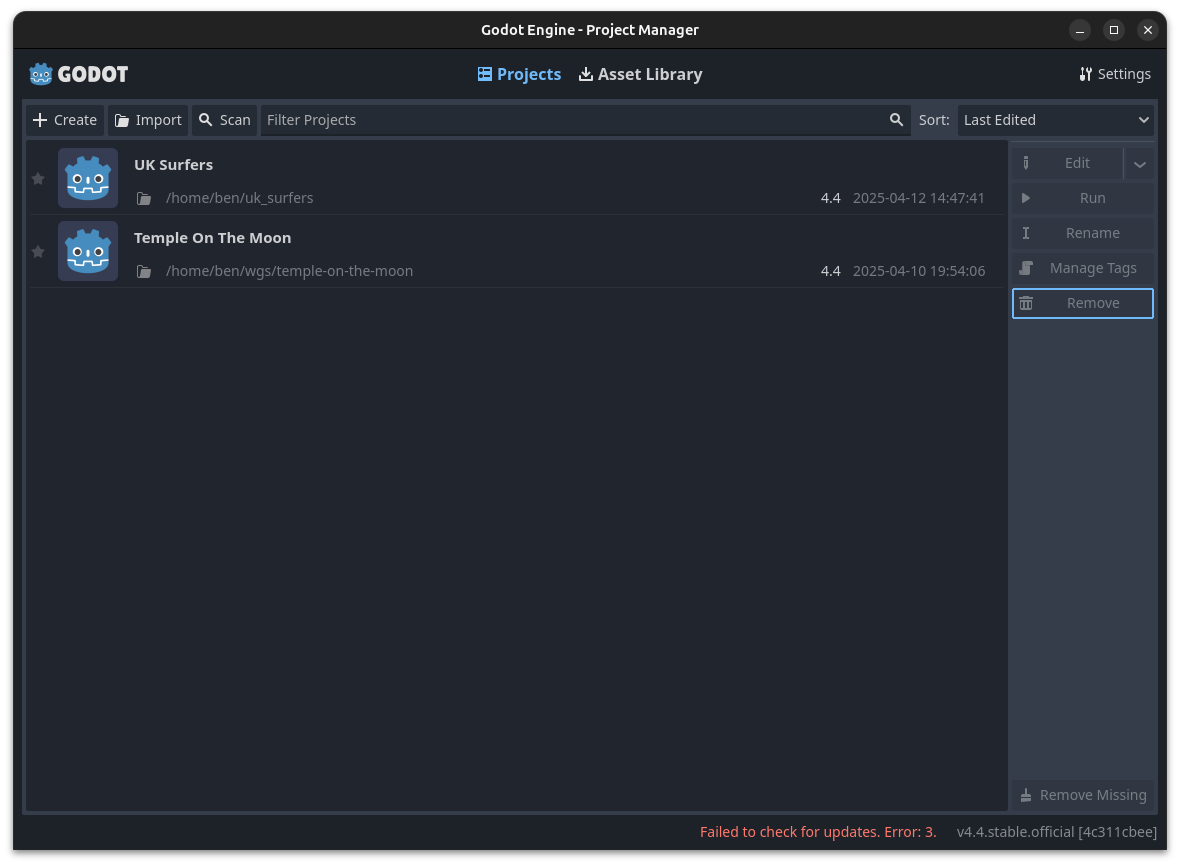 Godot Engine - Project Manager
GODOT
Projects
Asset Library
Settings
Create
Import
Scan
Filter Projects
Sort:
Last Edited
UK Surfers
/home/ben/uk_surfers
4.4
2025-04-12 14:47:41
Temple On The Moon
/home/ben/wgs/temple-on-the-moon
4.4
2025-04-10 19:54:06
Edit
Run
Rename
Manage Tags
Remove
Remove Missing
Failed to check for updates. Error: 3.
v4.4.stable.official [4c311cbee]